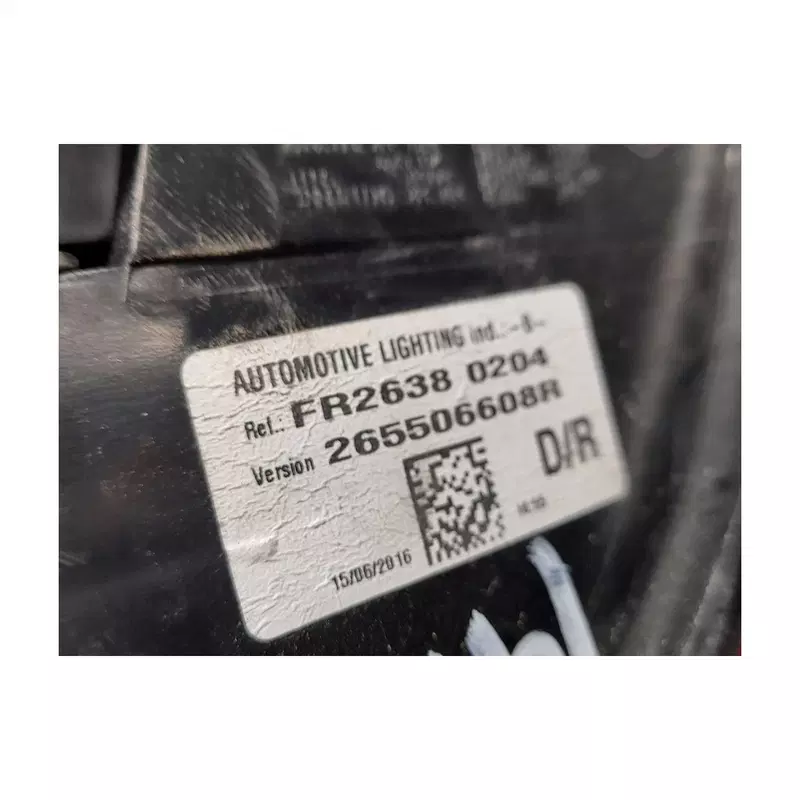 AUTOMOTIVE LIGHTING ind.: -B-
Ref.: FR2638 0204
Version 265506608R
D/R
15/06/2016